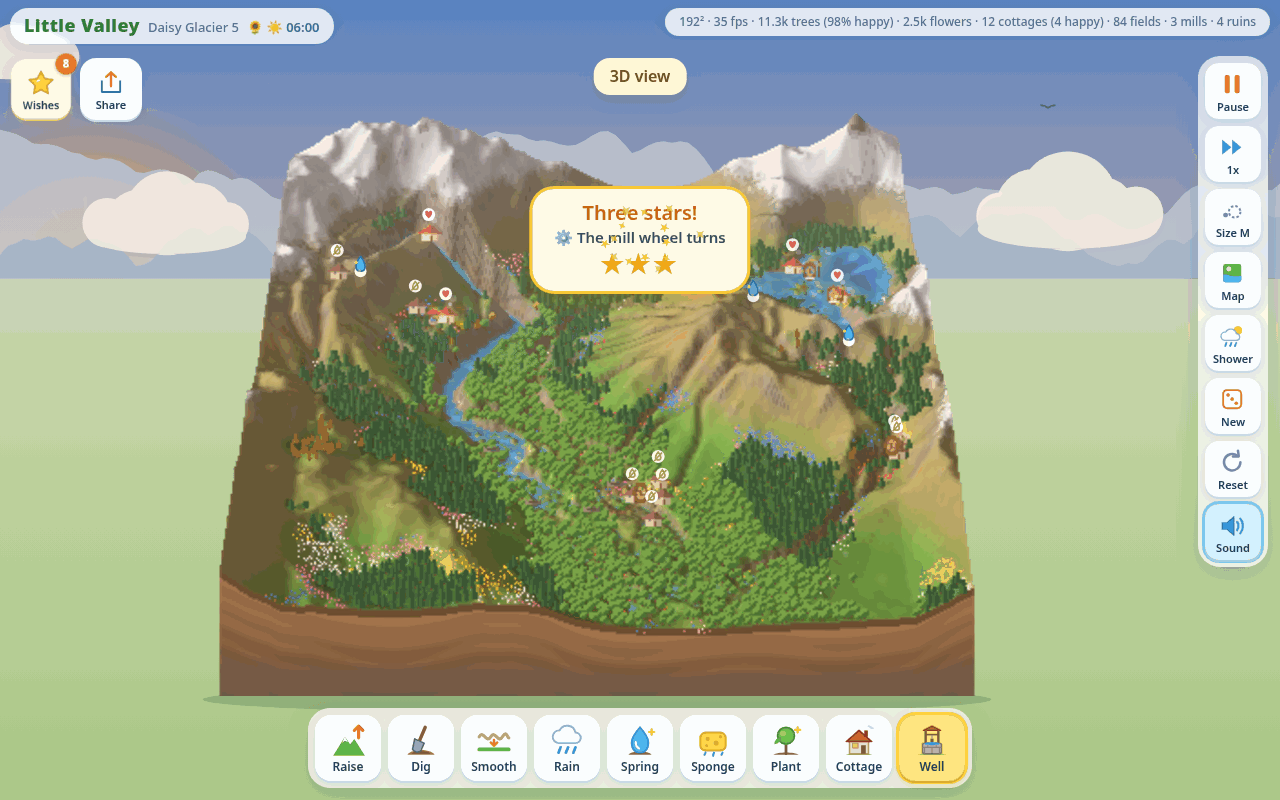 Little Valley Daisy Glacier 5 06:00
192² · 35 fps · 11.3k trees (98% happy) · 2.5k flowers · 12 cottages (4 happy) · 84 fields · 3 mills · 4 ruins
8
Wishes
Share
3D view
Three stars!
The mill wheel turns
Pause
1x
Size M
Map
Shower
New
Reset
Sound
Raise
Dig
Smooth
Rain
Spring
Sponge
Plant
Cottage
Well